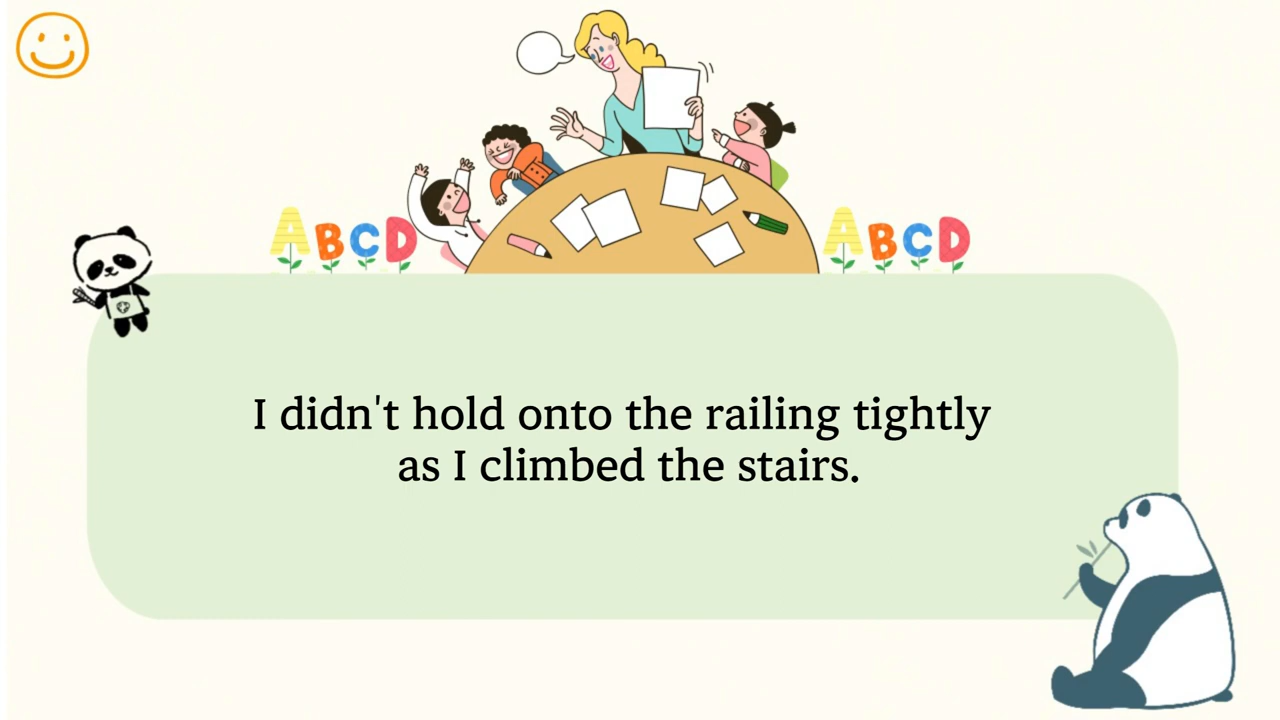 ABCD
ABCD
I didn't hold onto the railing tightly
as I climbed the stairs.